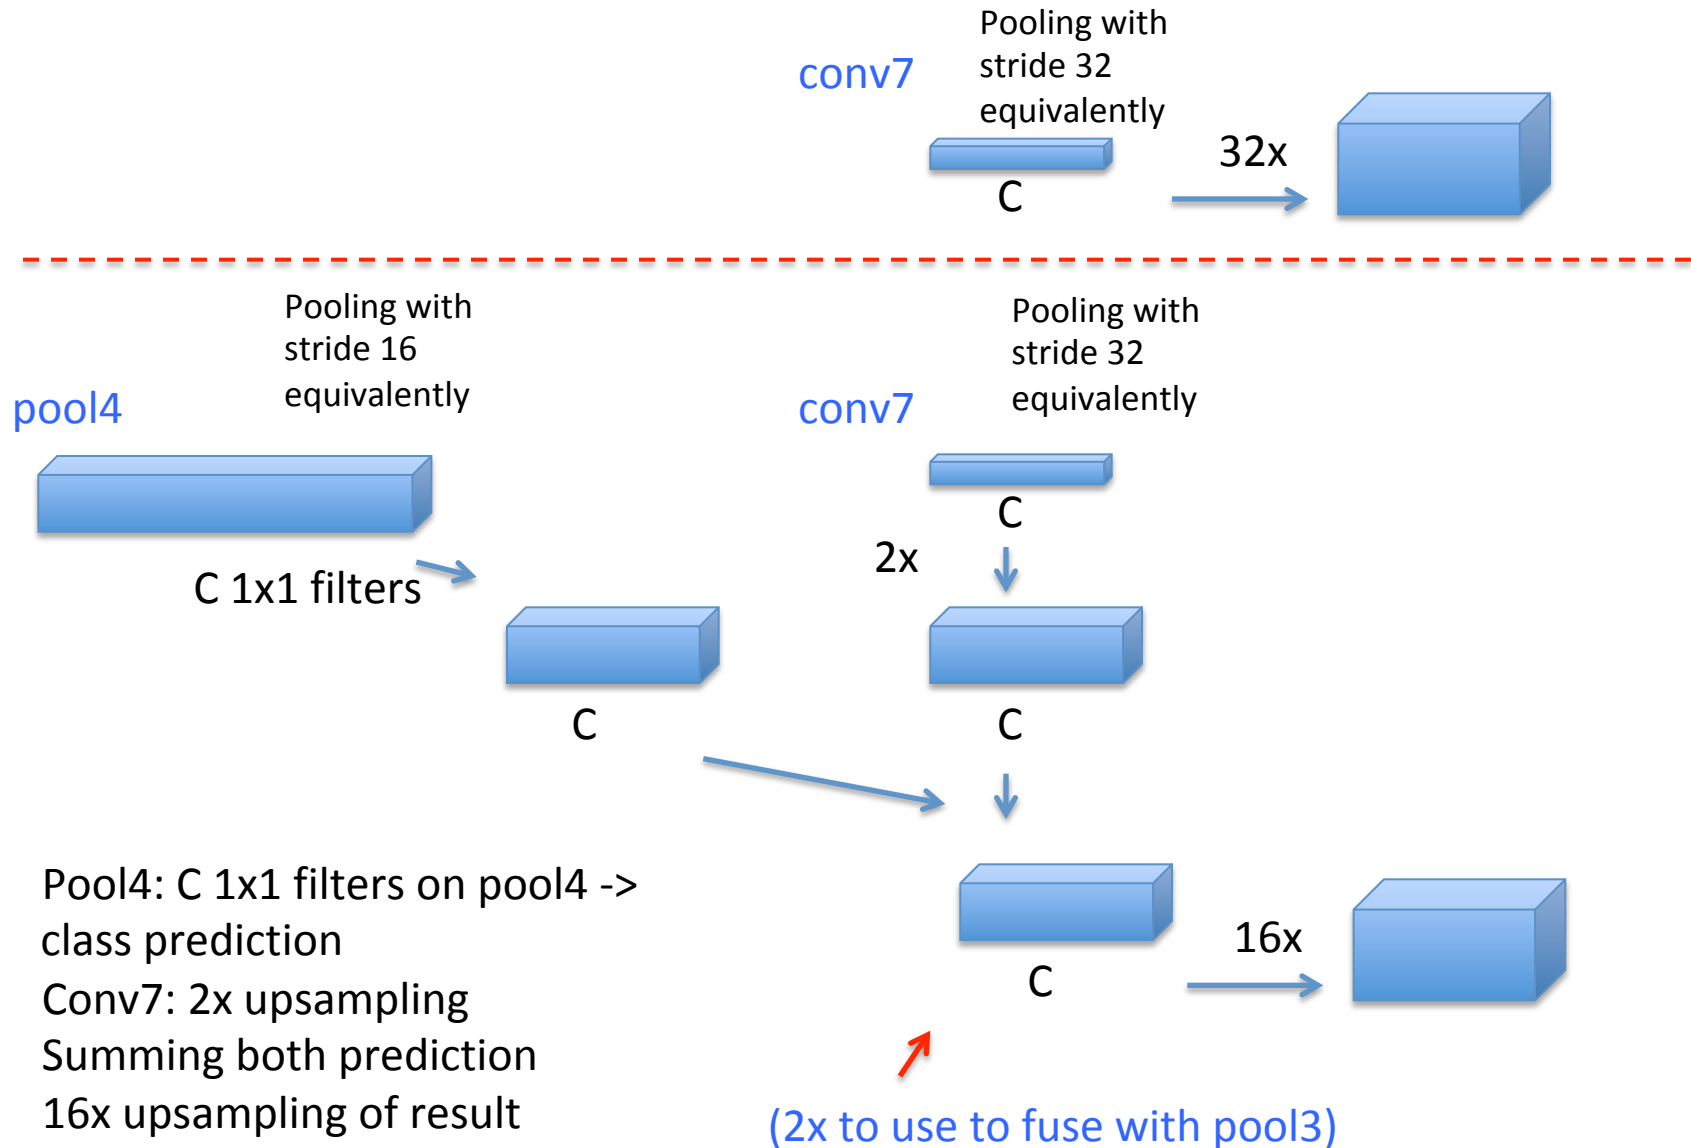 Pooling with
stride 32
equivalently
conv7
C
32x
Pooling with
stride 16
equivalently
pool4
C 1x1 filters
C
Pooling with
stride 32
equivalently
conv7
C
2x
C
C
16x
Pool4: C 1x1 filters on pool4 ->
class prediction
Conv7: 2x upsampling
Summing both prediction
16x upsampling of result
(2x to use to fuse with pool3)